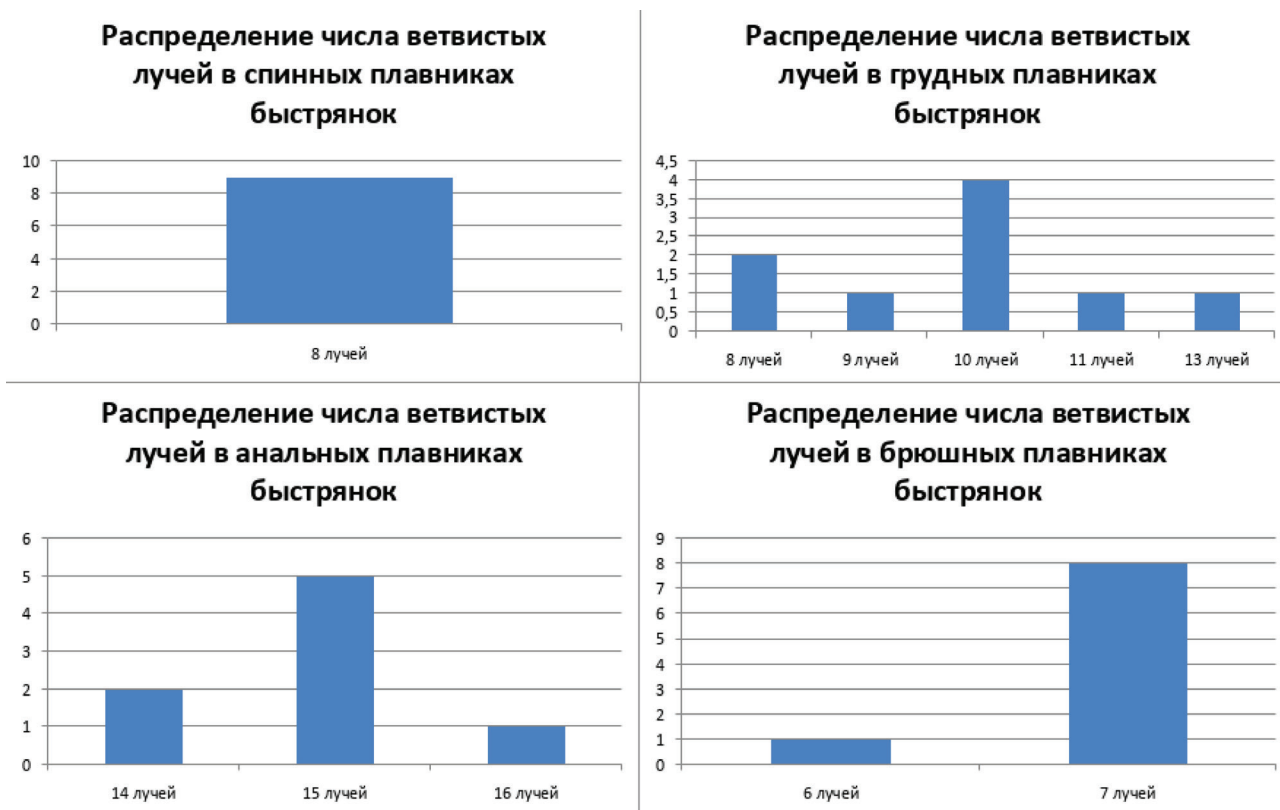 Распределение числа ветвистых
лучей в спинных плавниках
быстрянок
10
8
6
4
2
0
8 лучей
Распределение числа ветвистых
лучей в грудных плавниках
быстрянок
4,5
4
3,5
3
2,5
2
1,5
1
0,5
0
8 лучей 9 лучей 10 лучей 11 лучей 13 лучей
Распределение числа ветвистых
лучей в анальных плавниках
быстрянок
6
5
4
3
2
1
0
14 лучей 15 лучей 16 лучей
Распределение числа ветвистых
лучей в брюшных плавниках
быстрянок
9
8
7
6
5
4
3
2
1
0
6 лучей 7 лучей